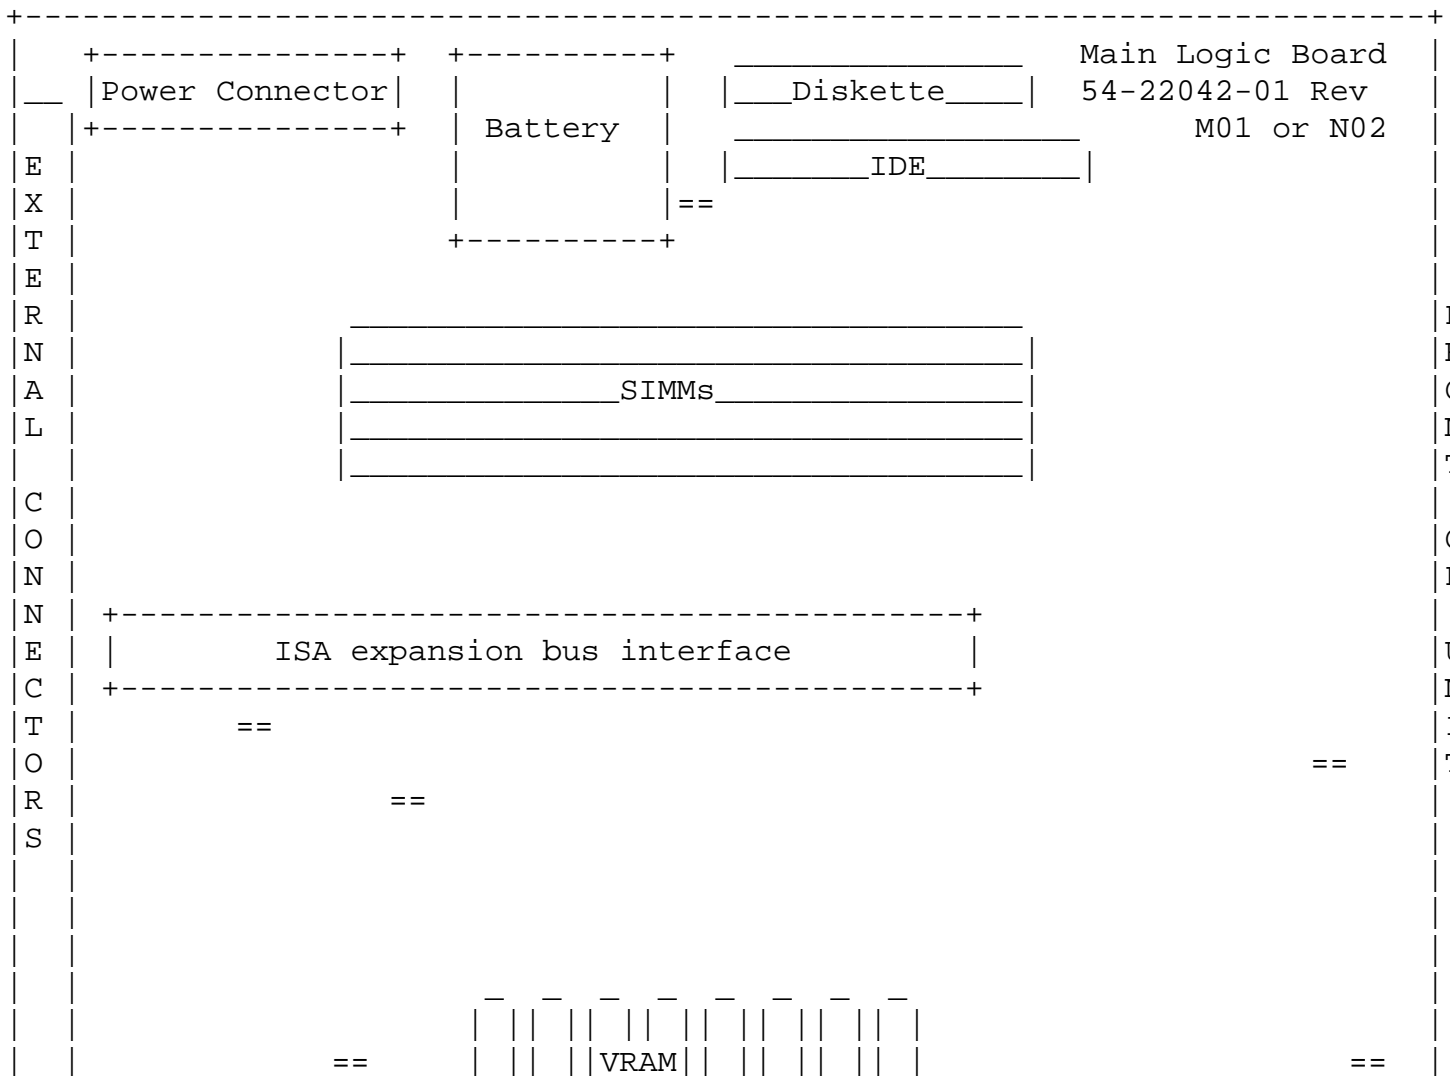 Main Logic Board
Power Connector
Diskette
54-22042-01 Rev
Battery
M01 or N02
IDE
EXTERNAL CONNECTORS
SIMMs
ISA expansion bus interface
==
==
==
==
VRAM
==
==